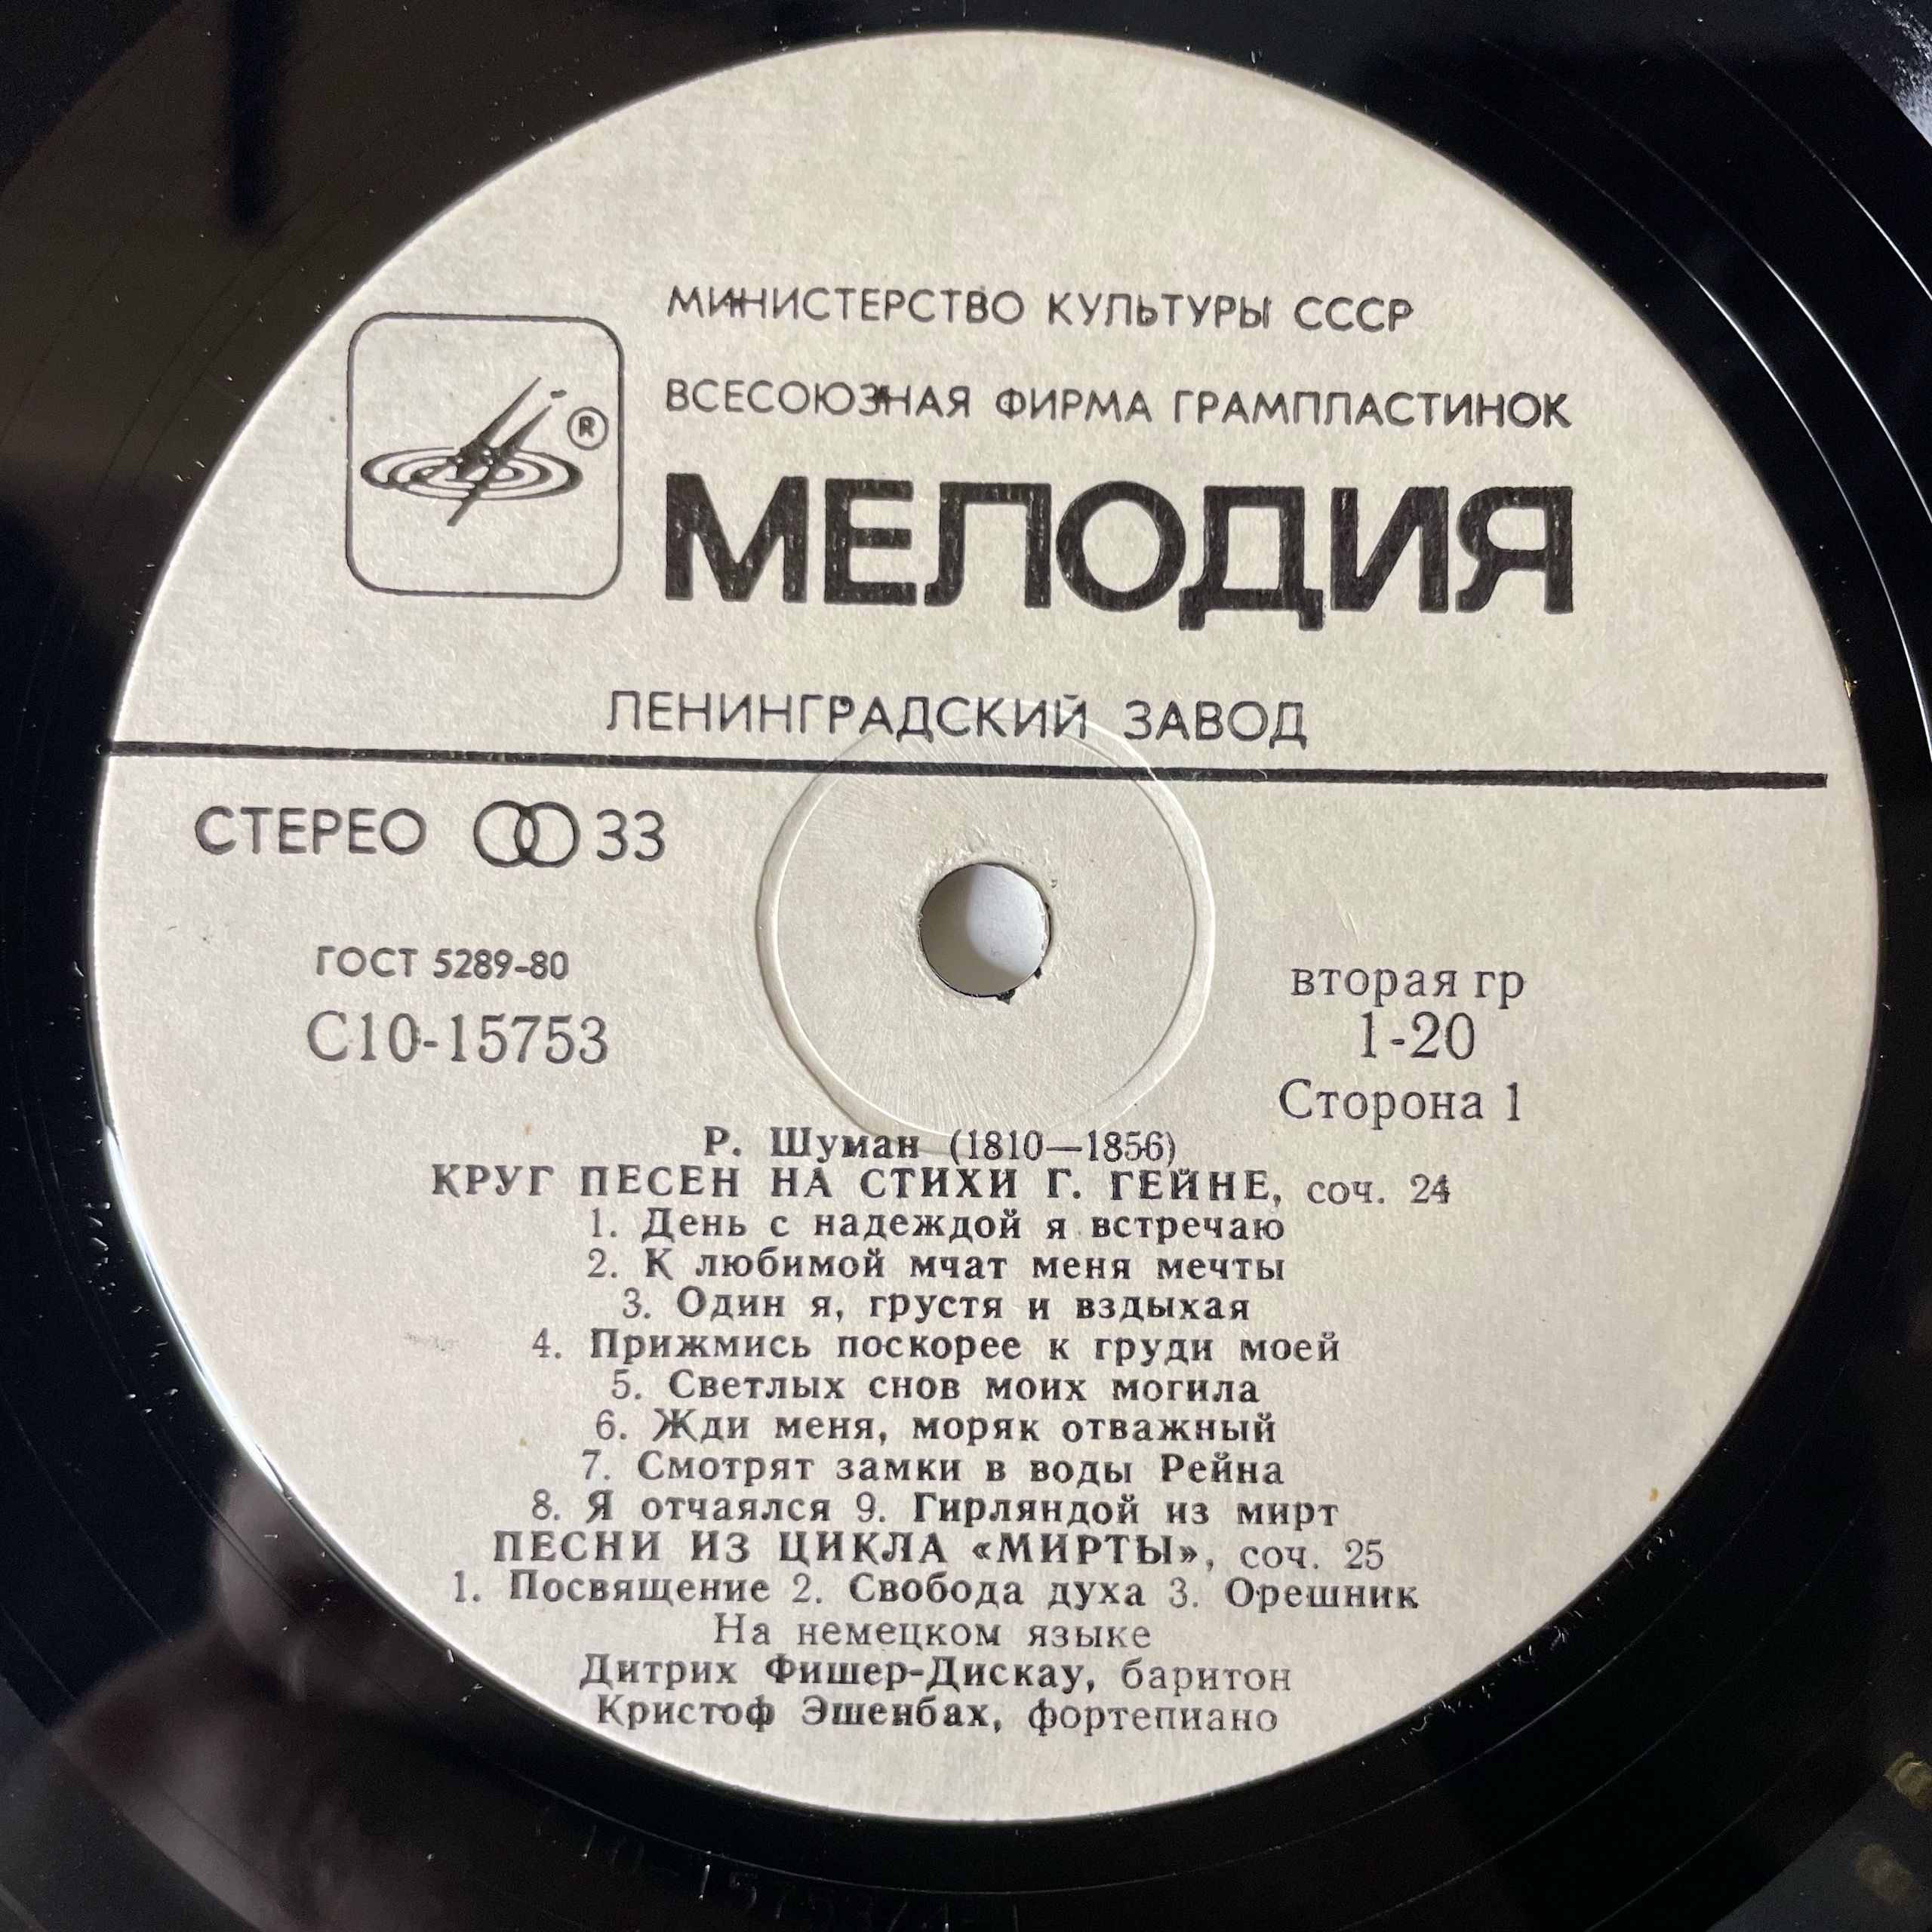 МИНИСТЕРСТВО КУЛЬТУРЫ СССР
ВСЕСОЮЗНАЯ ФИРМА ГРАМПЛАСТИНОК
®
МЕЛОДИЯ
ЛЕНИНГРАДСКИЙ ЗАВОД
СТЕРЕО 33
ГОСТ 5289-80
С10-15753
вторая гр
1-20
Сторона 1
Р. Шуман (1810—1856)
КРУГ ПЕСЕН НА СТИХИ Г. ГЕЙНЕ, соч. 24
1. День с надеждой я встречаю
2. К любимой мчат меня мечты
3. Один я, грустя и вздыхая
4. Прижмись поскорее к груди моей
5. Светлых снов моих могила
6. Жди меня, моряк отважный
7. Смотрят замки в воды Рейна
8. Я отчаялся 9. Гирляндой из мирт
ПЕСНИ ИЗ ЦИКЛА «МИРТЫ», соч. 25
1. Посвящение 2. Свобода духа 3. Орешник
На немецком языке
Дитрих Фишер-Дискау, баритон
Кристоф Эшенбах, фортепиано